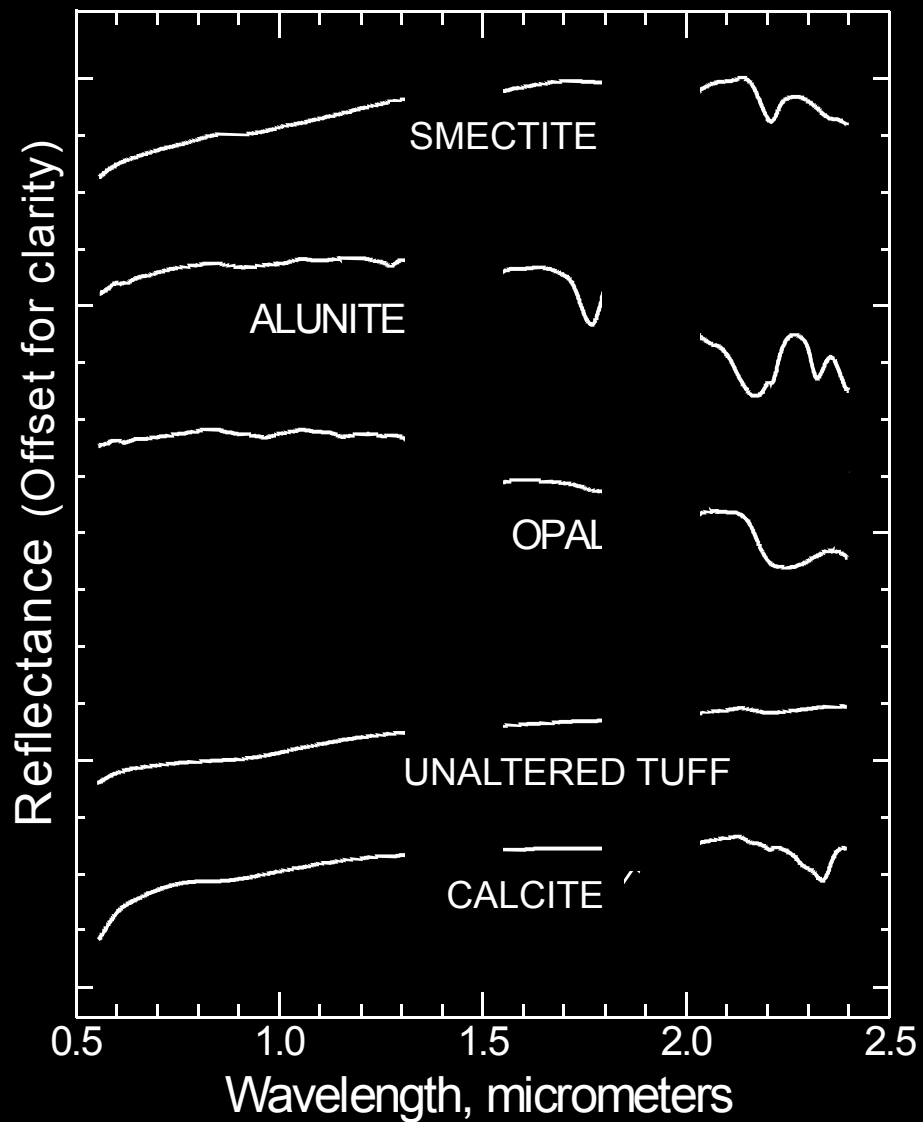 Reflectance (Offset for clarity)
SMECTITE
ALUNITE
OPAL
UNALTERED TUFF
CALCITE
0.5 1.0 1.5 2.0 2.5
Wavelength, micrometers